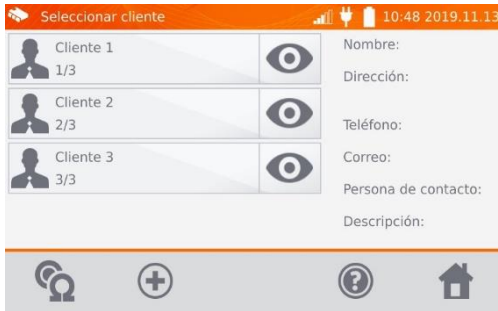 Seleccionar cliente
10:48 2019.11.13
Cliente 1
1/3
Cliente 2
2/3
Cliente 3
3/3
Nombre:
Dirección:
Teléfono:
Correo:
Persona de contacto:
Descripción: